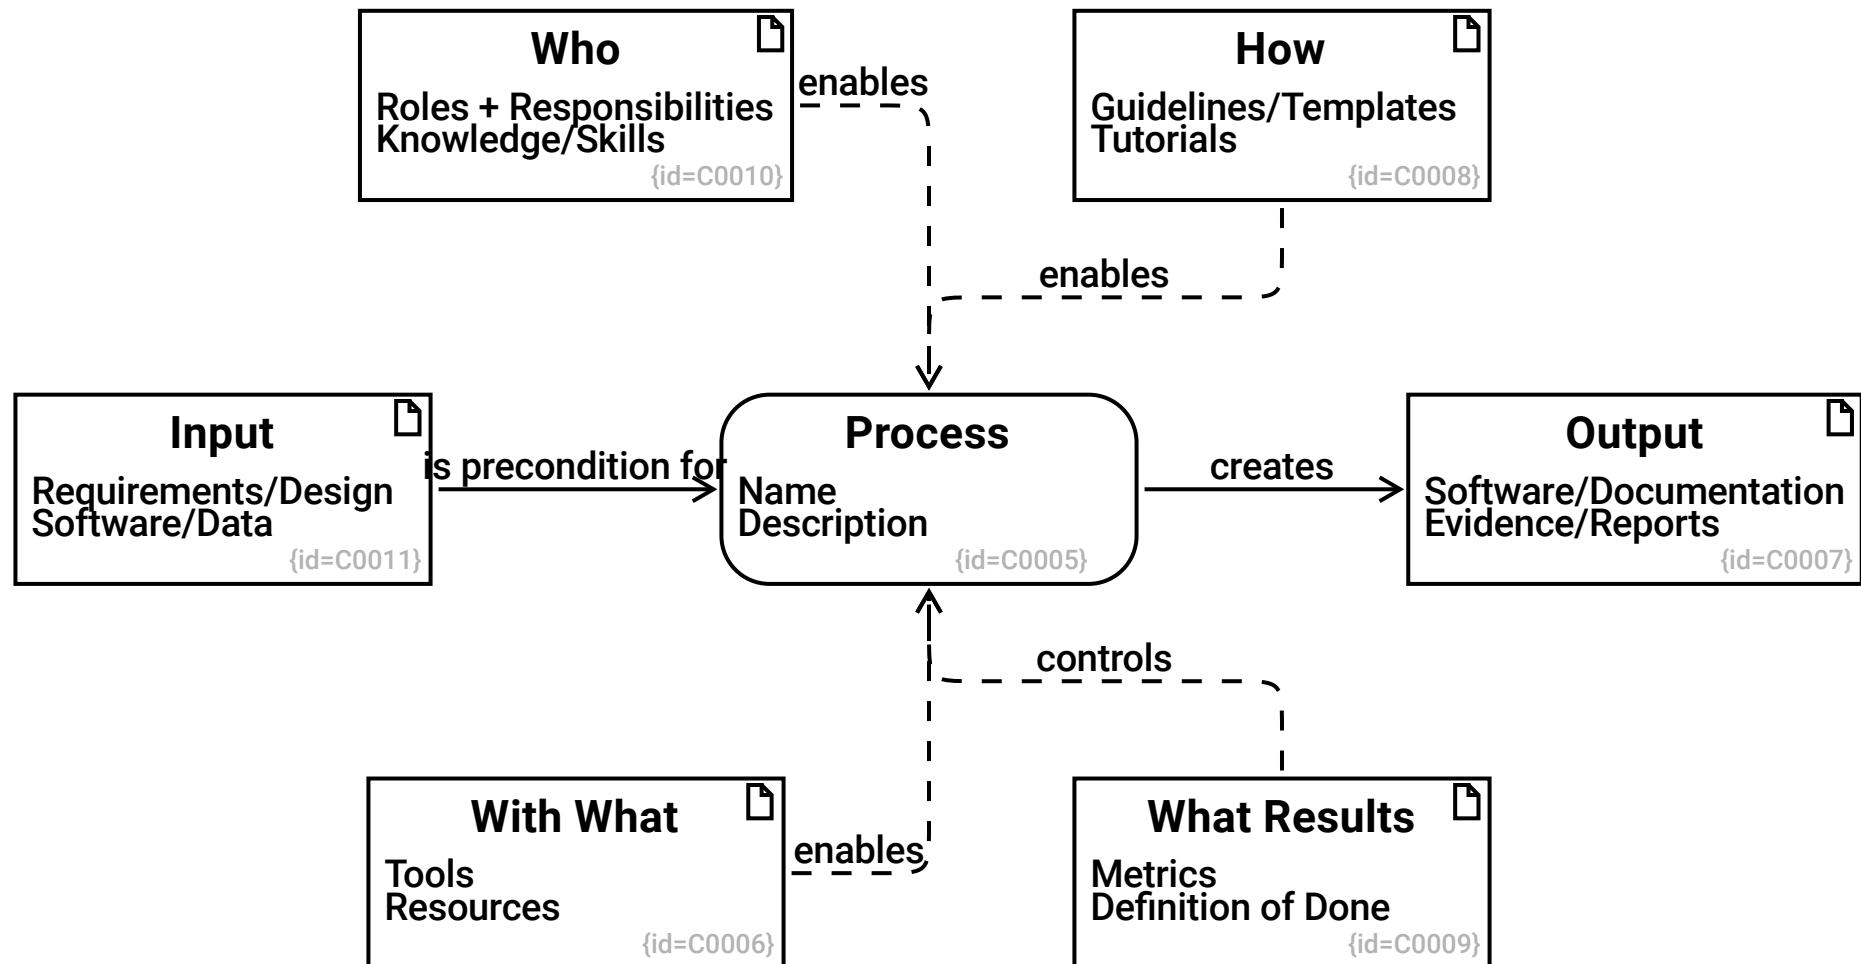 Who
Roles + Responsibilities
Knowledge/Skills
{id=C0010}
enables
How
Guidelines/Templates
Tutorials
{id=C0008}
enables
Input
Requirements/Design
Software/Data
{id=C0011}
is precondition for
Process
Name
Description
{id=C0005}
creates
Output
Software/Documentation
Evidence/Reports
{id=C0007}
controls
With What
Tools
Resources
{id=C0006}
enables
What Results
Metrics
Definition of Done
{id=C0009}